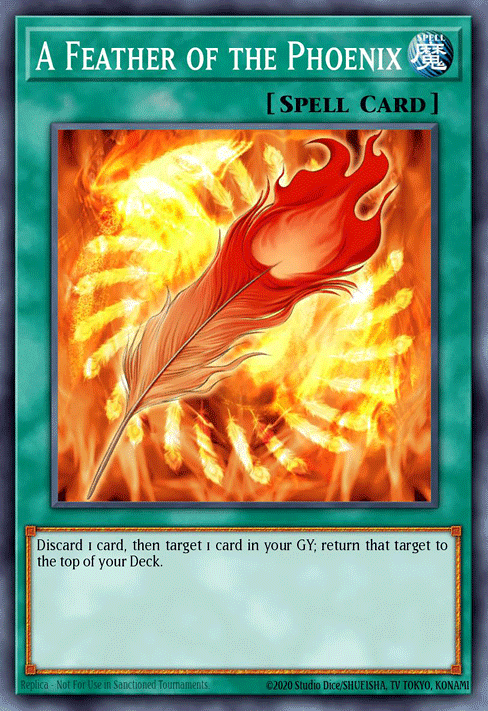 A Feather of the Phoenix
SPELL
魔
[Spell Card]
Discard 1 card, then target 1 card in your GY; return that target to
the top of your Deck.
Replica - Not For Use in Sanctioned Tournaments
©2020 Studio Dice/SHUEISHA, TV TOKYO, KONAMI